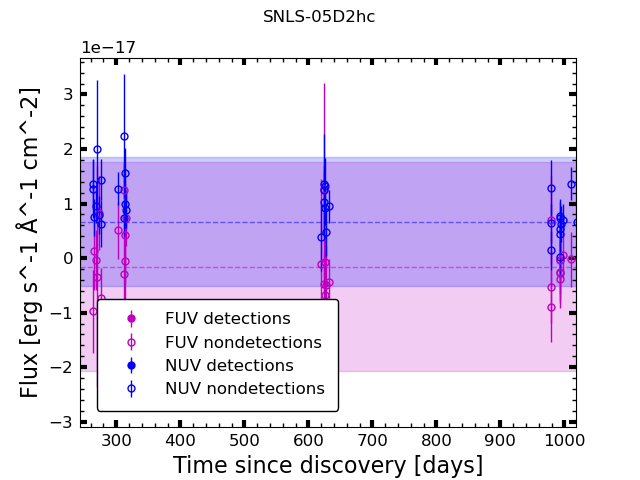 SNLS-05D2hc
1e−17
3
2
1
0
−1
−2
−3
Flux [erg s^-1 Å^-1 cm^-2]
FUV detections
FUV nondetections
NUV detections
NUV nondetections
300 400 500 600 700 800 900 1000
Time since discovery [days]